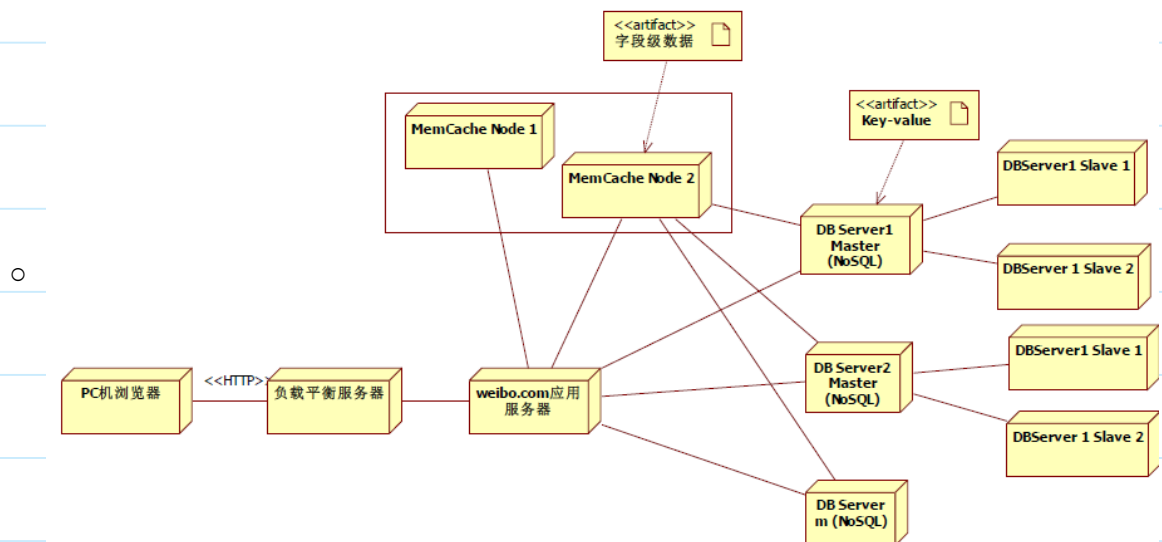 <<artifact>>
字段级数据
<<artifact>>
Key-value
MemCache Node 1
MemCache Node 2
DBServer1 Slave 1
DB Server1
Master
(NoSQL)
DBServer 1 Slave 2
PC机浏览器
<<HTTP>>
负载平衡服务器
weibo.com应用
服务器
DB Server2
Master
(NoSQL)
DBServer1 Slave 1
DBServer 1 Slave 2
DB Server
m (NoSQL)